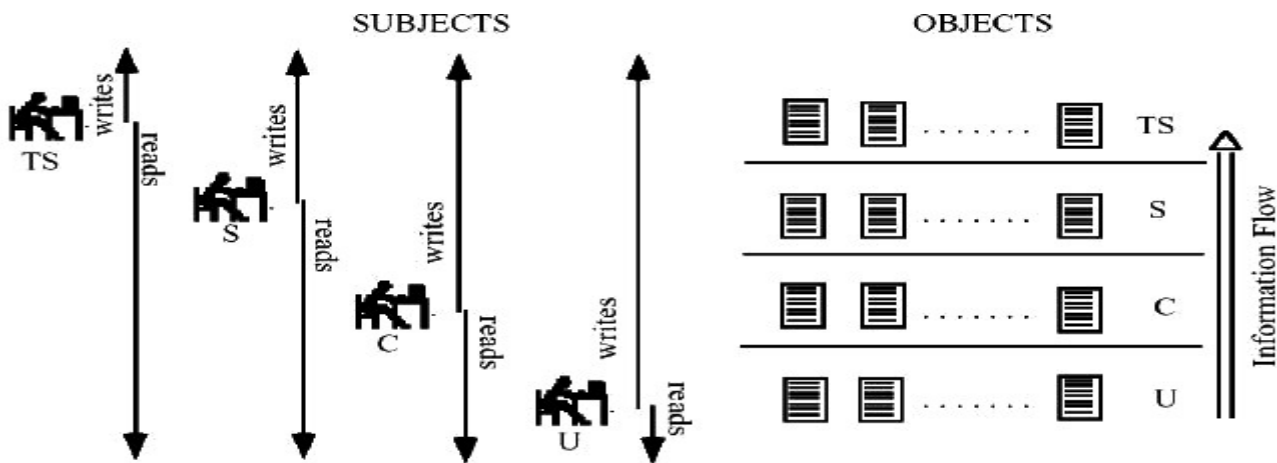 SUBJECTS
OBJECTS
writes
reads
TS
writes
reads
S
writes
reads
C
writes
reads
U
TS
S
C
U
Information Flow